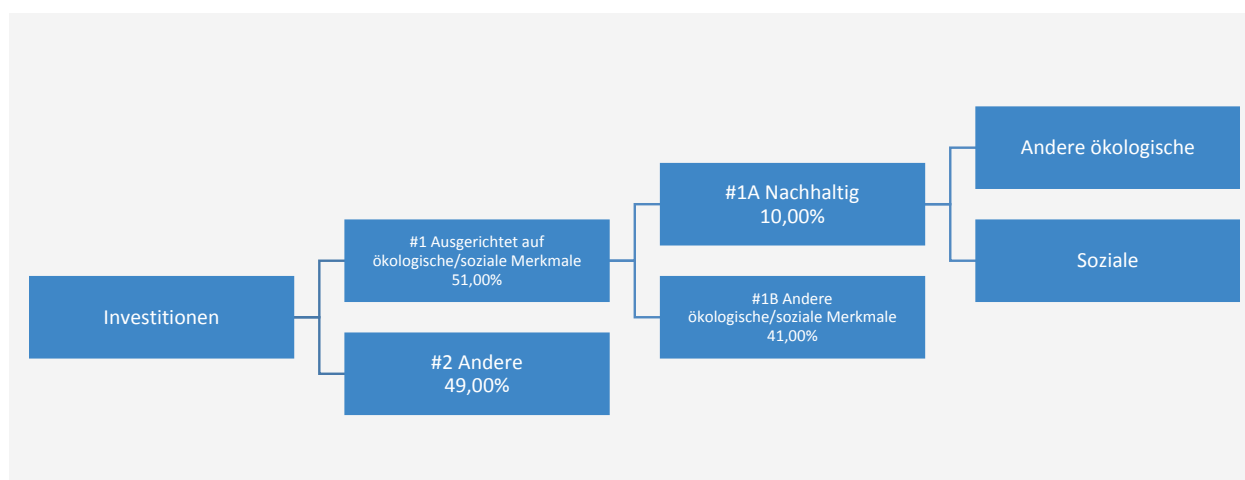 Investitionen
#1 Ausgerichtet auf
ökologische/soziale Merkmale
51,00%
#2 Andere
49,00%
#1A Nachhaltig
10,00%
#1B Andere
ökologische/soziale Merkmale
41,00%
Andere ökologische
Soziale